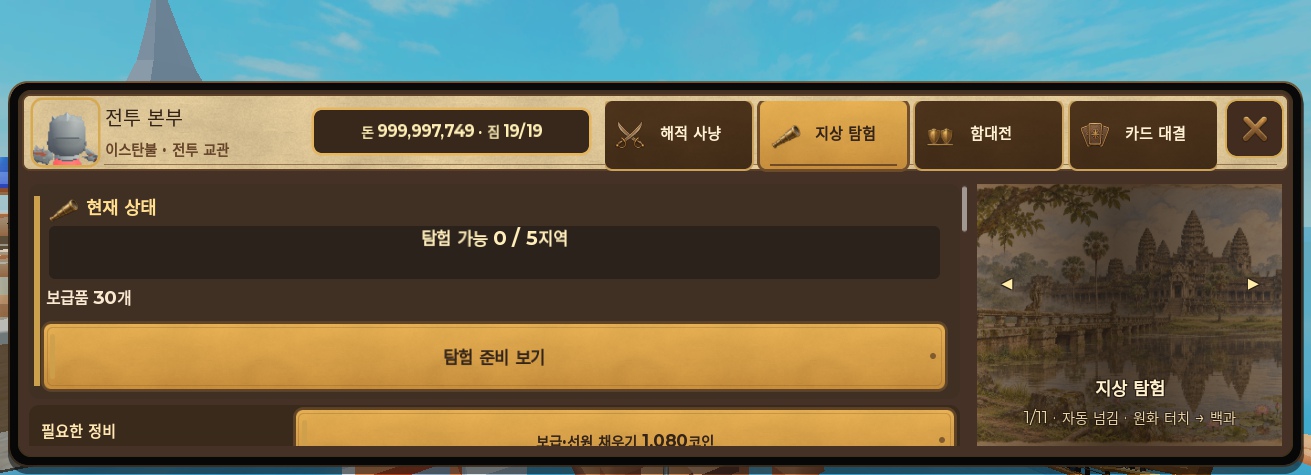 전투 본부
이스탄불 · 전투 교관
돈 999,997,749 · 짐 19/19
해적 사냥
지상 탐험
함대전
카드 대결
현재 상태
탐험 가능 0 / 5지역
보급품 30개
탐험 준비 보기
필요한 정비
보급·선원 채우기 1,080코인
지상 탐험
1/11 · 자동 넘김 · 원화 터치 → 백과